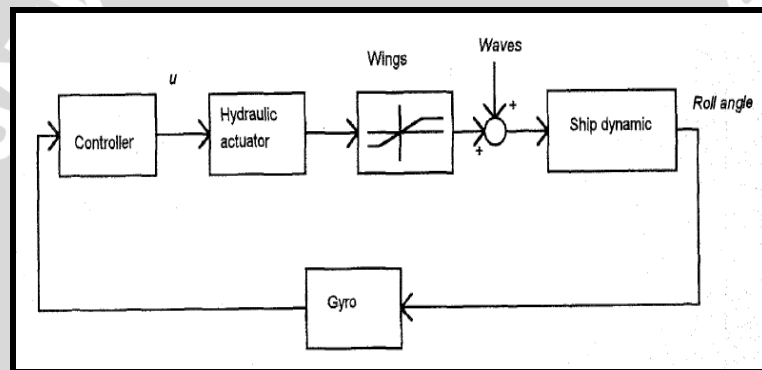 Waves
Wings
u
Hydraulic
actuator
Controller
Ship dynamic
Roll angle
+
+
Gyro